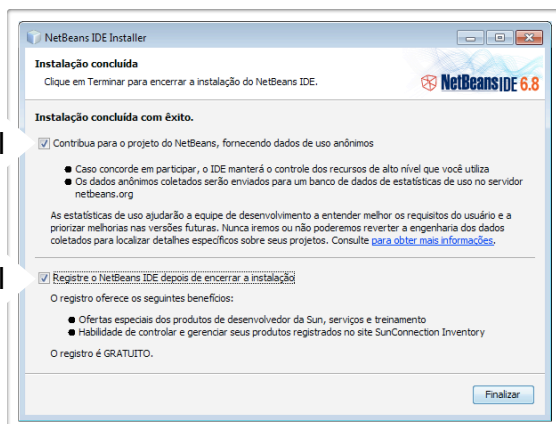 NetBeans IDE Installer
Instalação concluída
Clique em Terminar para encerrar a instalação do NetBeans IDE.
NetBeans IDE 6.8
Instalação concluída com êxito.
Contribua para o projeto do NetBeans, fornecendo dados de uso anônimos
● Caso concorde em participar, o IDE manterá o controle dos recursos de alto nível que você utiliza
● Os dados anônimos coletados serão enviados para um banco de dados de estatísticas de uso no servidor
netbeans.org
As estatísticas de uso ajudarão a equipe de desenvolvimento a entender melhor os requisitos do usuário e a
priorizar melhorias nas versões futuras. Nunca iremos ou não poderemos reverter a engenharia dos dados
coletados para localizar detalhes específicos sobre seus projetos. Consulte para obter mais informações.
Registre o NetBeans IDE depois de encerrar a instalação
O registro oferece os seguintes benefícios:
● Ofertas especiais dos produtos de desenvolvedor da Sun, serviços e treinamento
● Habilidade de controlar e gerenciar seus produtos registrados no site SunConnection Inventory
O registro é GRATUITO.
Finalizar